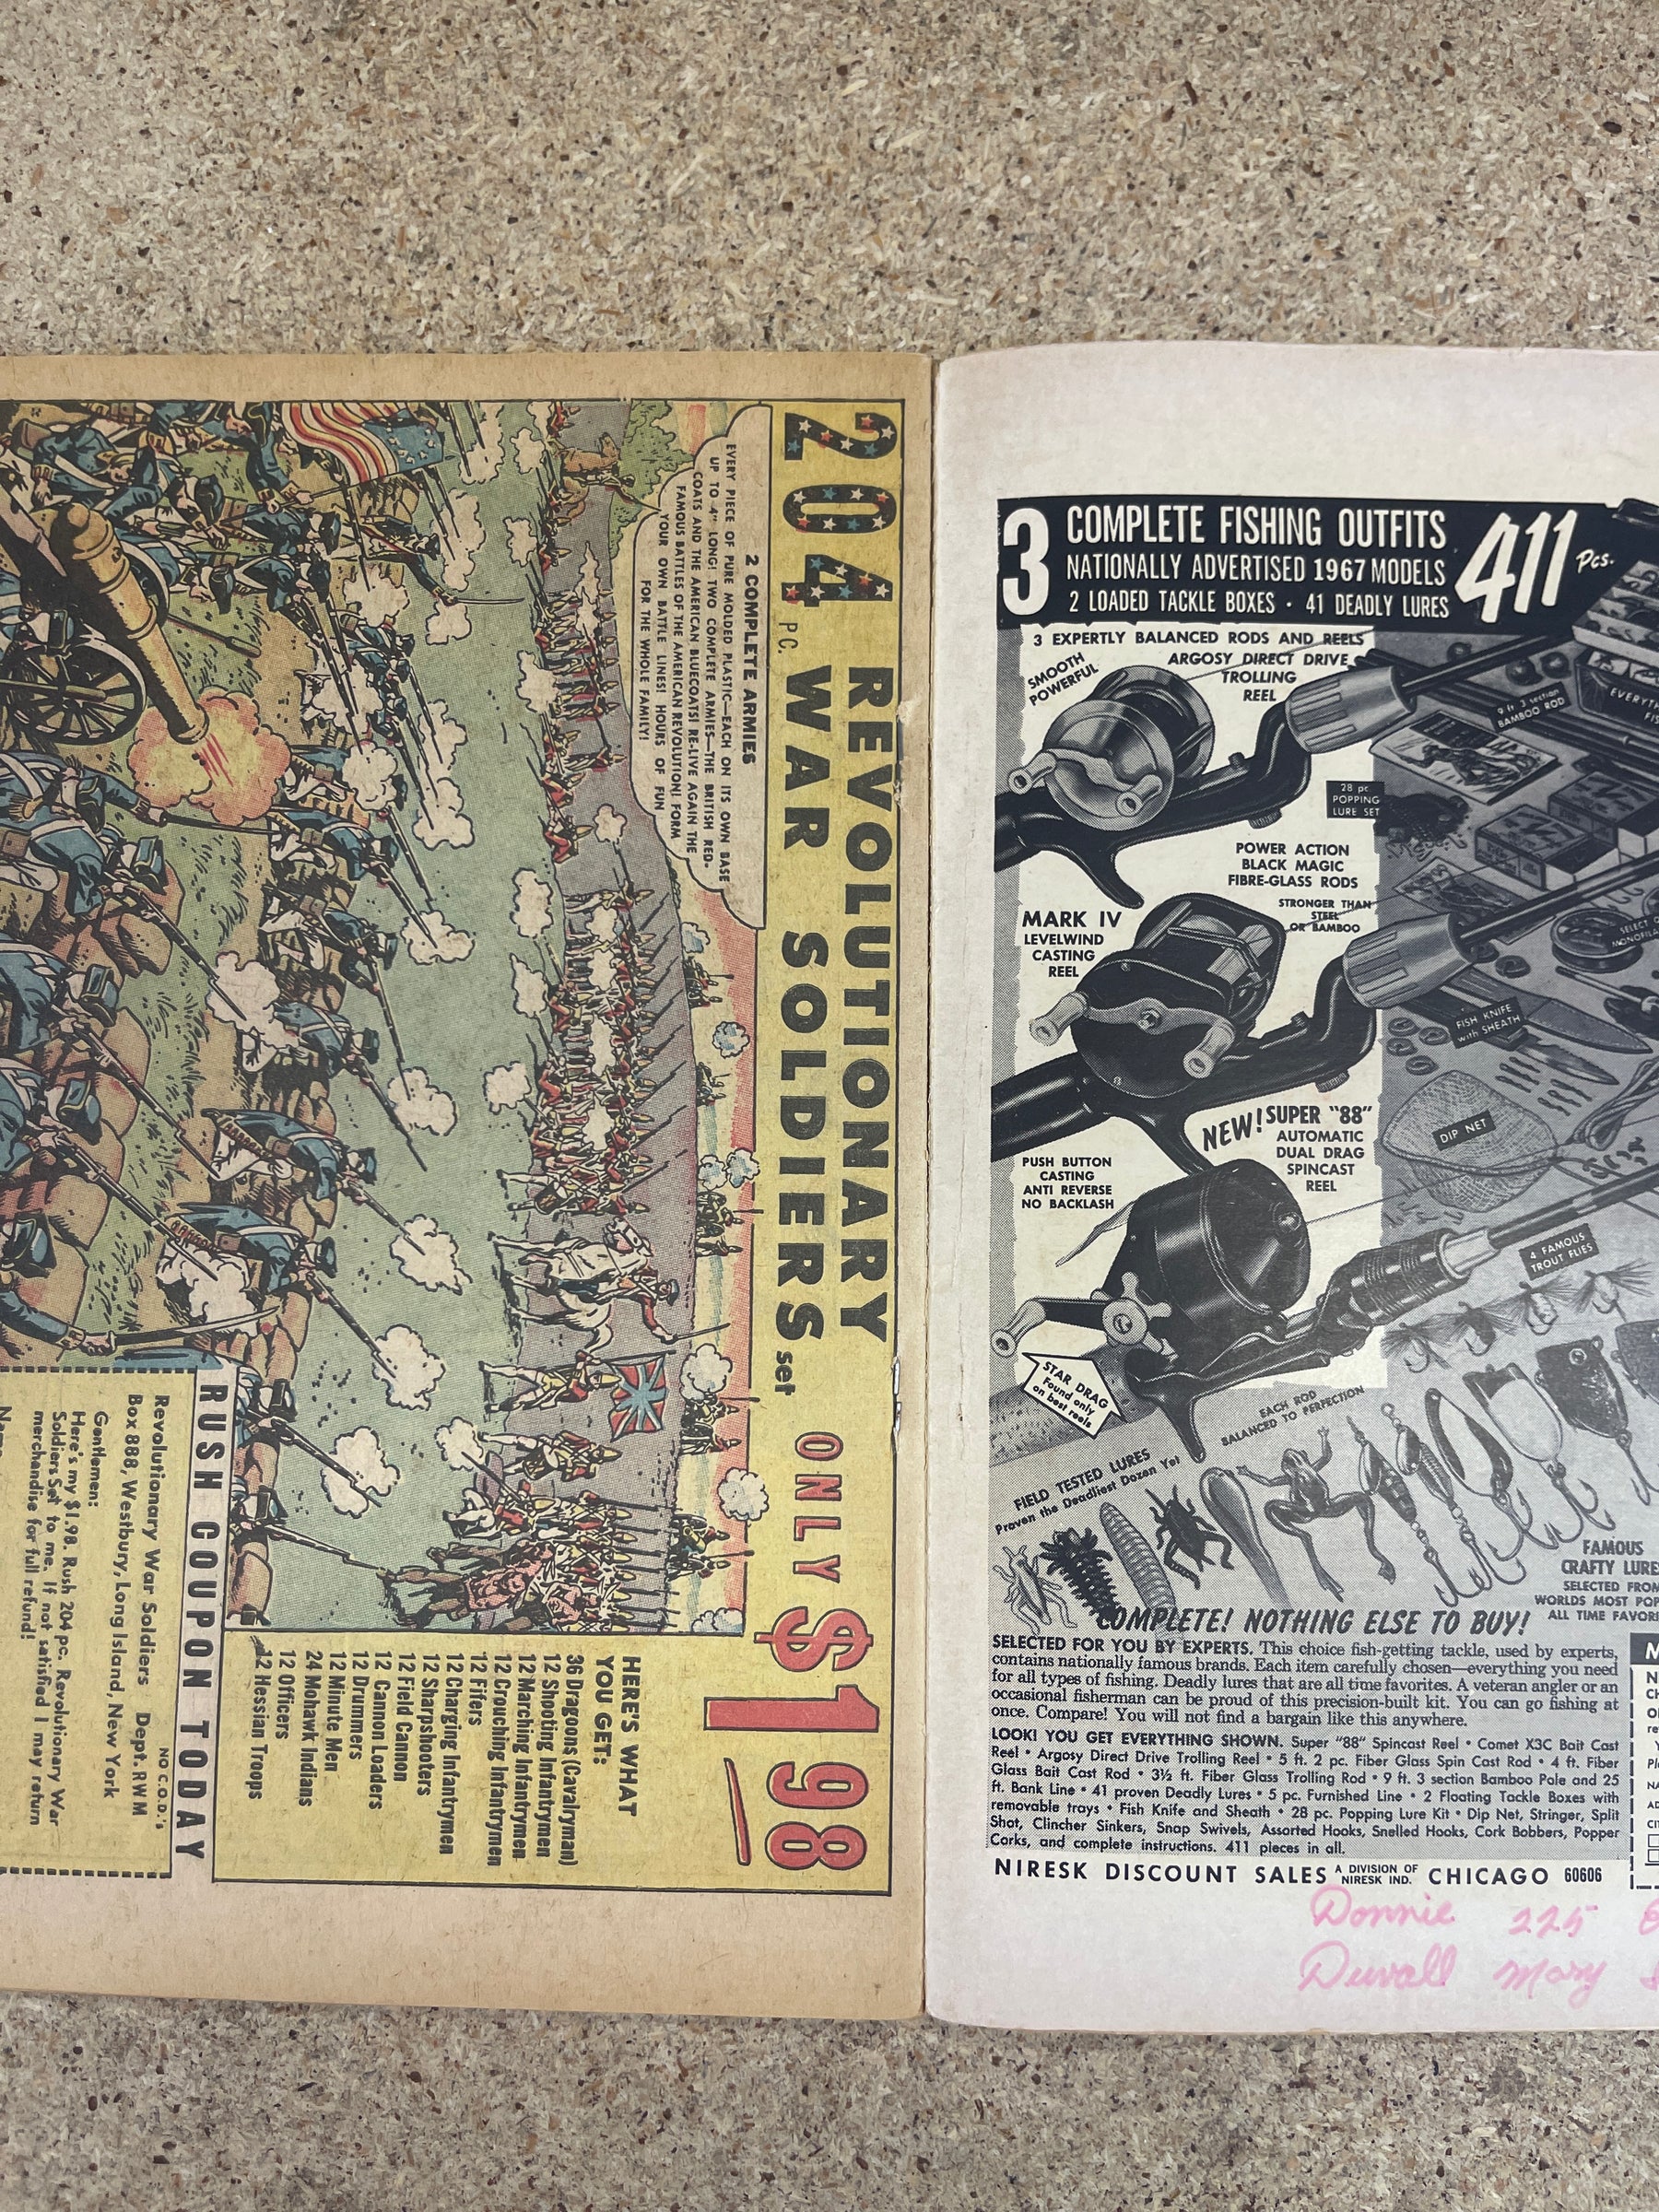 204 PC. REVOLUTIONARY
WAR SOLDIERS set
ONLY $1 98
2 COMPLETE ARMIES
EVERY PIECE OF PURE MOLDED PLASTIC—EACH ON ITS OWN BASE
UP TO 4" LONG! TWO COMPLETE ARMIES—THE BRITISH RED-
COATS AND THE AMERICAN BLUECOATS! RE-LIVE AGAIN THE
FAMOUS BATTLES OF THE AMERICAN REVOLUTION! FORM
YOUR OWN BATTLE LINES! HOURS OF FUN
FOR THE WHOLE FAMILY!
HERE'S WHAT
YOU GET:
36 Dragoons (Cavalryman)
12 Shooting Infantrymen
12 Marching Infantrymen
12 Crouching Infantrymen
12 Fifers
12 Charging Infantrymen
12 Sharpshooters
12 Field Cannon
12 Cannon Loaders
12 Drummers
12 Minute Men
24 Mohawk Indians
12 Officers
12 Hessian Troops
RUSH COUPON TODAY
NO C.O.D.'s
Revolutionary War Soldiers Dept. RWM
Box 888, Westbury, Long Island, New York
Gentlemen:
Here's my $1.98. Rush 204 pc. Revolutionary War
Soldiers Set to me. If not satisfied I may return
merchandise for full refund!
3 COMPLETE FISHING OUTFITS
NATIONALLY ADVERTISED 1967 MODELS
2 LOADED TACKLE BOXES • 41 DEADLY LURES
411 Pcs.
3 EXPERTLY BALANCED RODS AND REELS
SMOOTH
POWERFUL
ARGOSY DIRECT DRIVE
TROLLING
REEL
9 ft 3 section
BAMBOO ROD
28 pc
POPPING
LURE SET
POWER ACTION
BLACK MAGIC
FIBRE-GLASS RODS
STRONGER THAN
STEEL
OR BAMBOO
MARK IV
LEVELWIND
CASTING
REEL
FISH KNIFE
with SHEATH
DIP NET
NEW! SUPER "88"
AUTOMATIC
DUAL DRAG
SPINCAST
REEL
PUSH BUTTON
CASTING
ANTI REVERSE
NO BACKLASH
4 FAMOUS
TROUT FLIES
STAR DRAG
Found only
on best reels
EACH ROD
BALANCED TO PERFECTION
FIELD TESTED LURES
Proven the Deadliest Dozen Yet
FAMOUS
CRAFTY LURES
SELECTED FROM
WORLDS MOST POP
ALL TIME FAVOR
COMPLETE! NOTHING ELSE TO BUY!
SELECTED FOR YOU BY EXPERTS. This choice fish-getting tackle, used by experts,
contains nationally famous brands. Each item carefully chosen—everything you need
for all types of fishing. Deadly lures that are all time favorites. A veteran angler or an
occasional fisherman can be proud of this precision-built kit. You can go fishing at
once. Compare! You will not find a bargain like this anywhere.
LOOK! YOU GET EVERYTHING SHOWN. Super "88" Spincast Reel • Comet X3C Bait Cast
Reel • Argosy Direct Drive Trolling Reel • 5 ft. 2 pc. Fiber Glass Spin Cast Rod • 4 ft. Fiber
Glass Bait Cast Rod • 3½ ft. Fiber Glass Trolling Rod • 9 ft. 3 section Bamboo Pole and 25
ft. Bank Line • 41 proven Deadly Lures • 5 pc. Furnished Line • 2 Floating Tackle Boxes with
removable trays • Fish Knife and Sheath • 28 pc. Popping Lure Kit • Dip Net, Stringer, Split
Shot, Clincher Sinkers, Snap Swivels, Assorted Hooks, Snelled Hooks, Cork Bobbers, Popper
Corks, and complete instructions. 411 pieces in all.
NIRESK DISCOUNT SALES A DIVISION OF NIRESK IND. CHICAGO 60606
Donnie 225
Duvall Mary